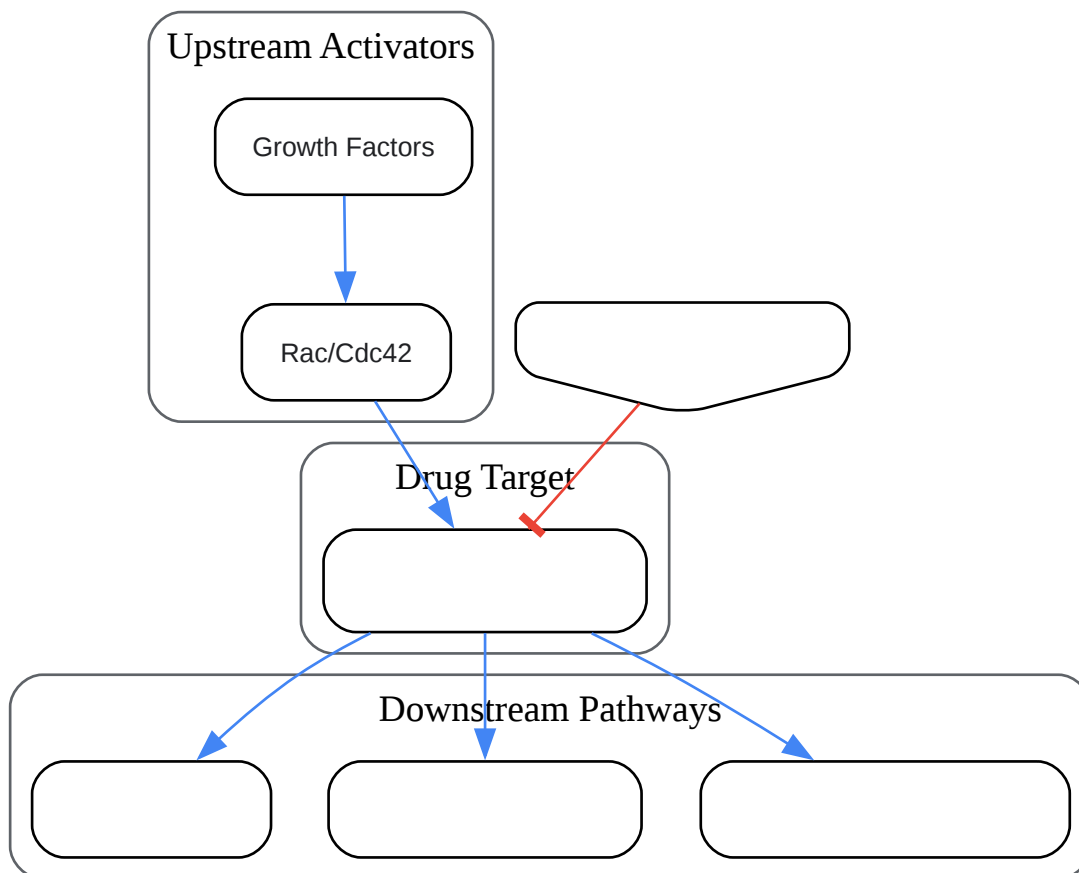 Upstream Activators
Growth Factors
Rac/Cdc42
Drug Target
Downstream Pathways